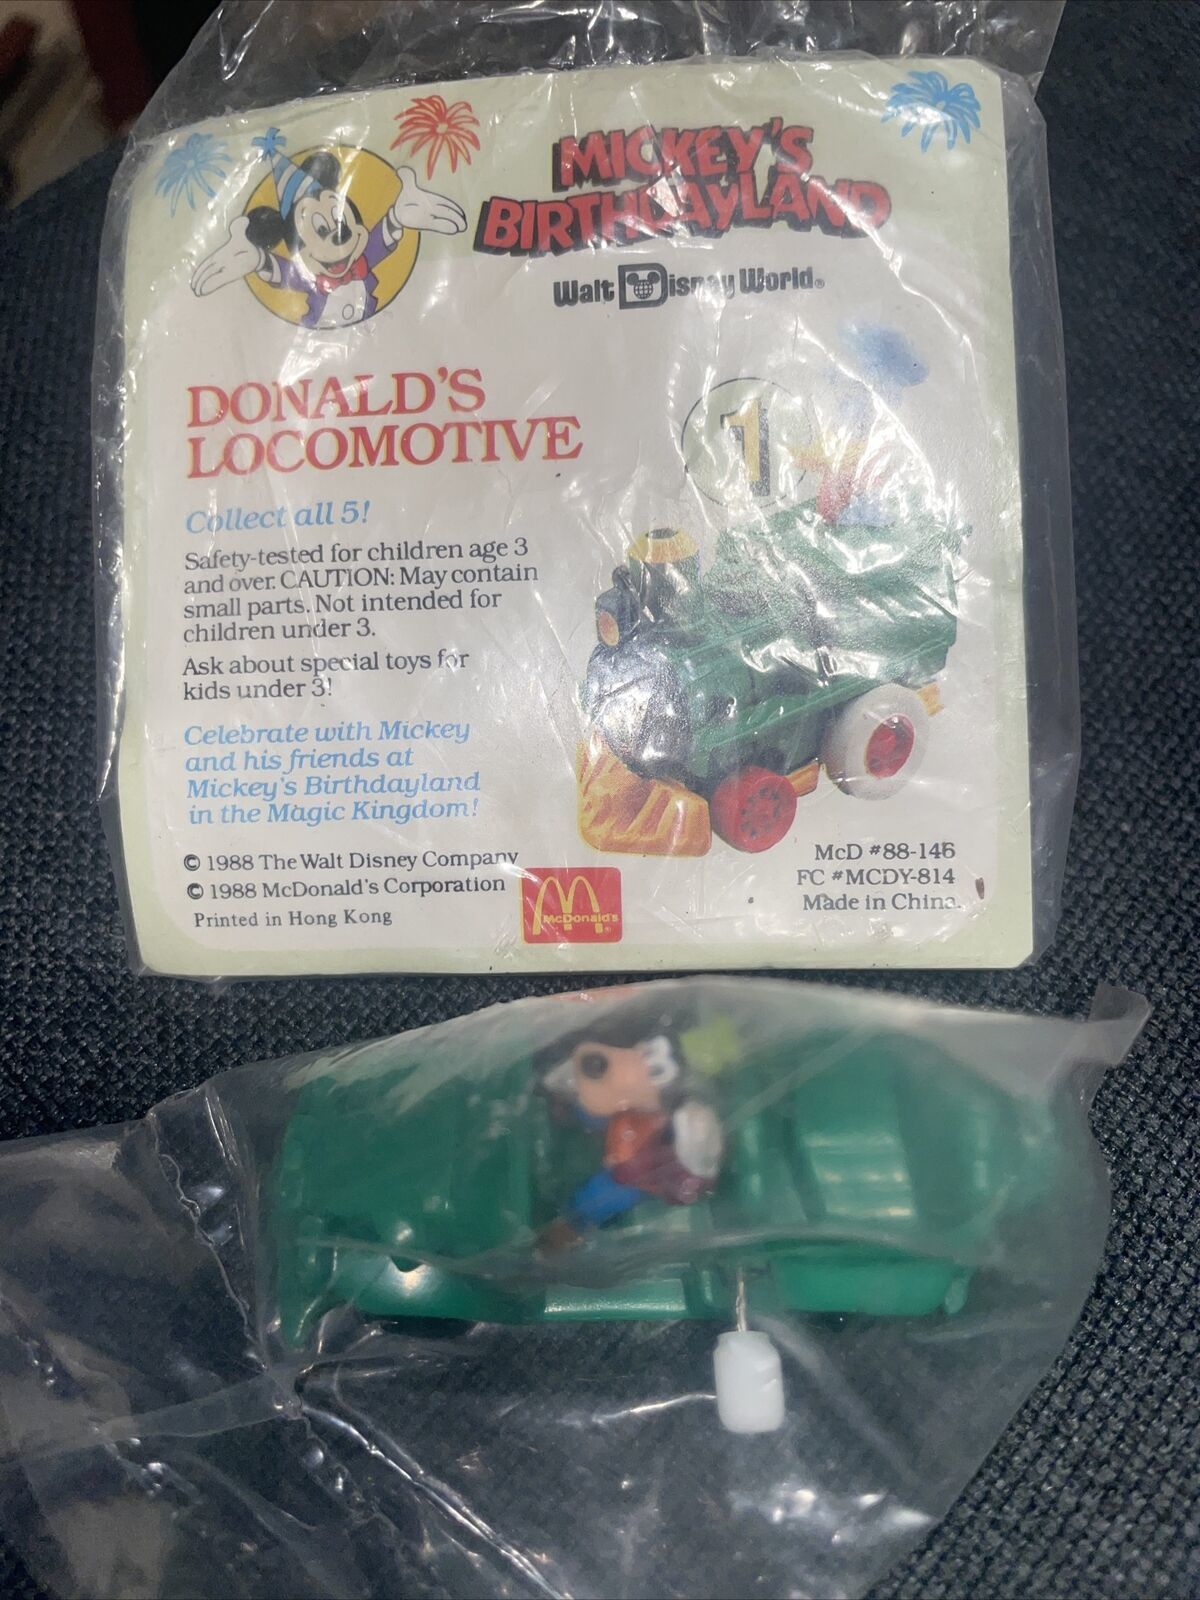 MICKEY'S
BIRTHDAYLAND
Walt Disney World®
DONALD'S
LOCOMOTIVE
1
Collect all 5!
Safety-tested for children age 3
and over. CAUTION: May contain
small parts. Not intended for
children under 3.
Ask about special toys for
kids under 3!
Celebrate with Mickey
and his friends at
Mickey's Birthdayland
in the Magic Kingdom!
© 1988 The Walt Disney Company
© 1988 McDonald's Corporation
Printed in Hong Kong
McDonald's®
McD #88-146
FC #MCDY-814
Made in China.